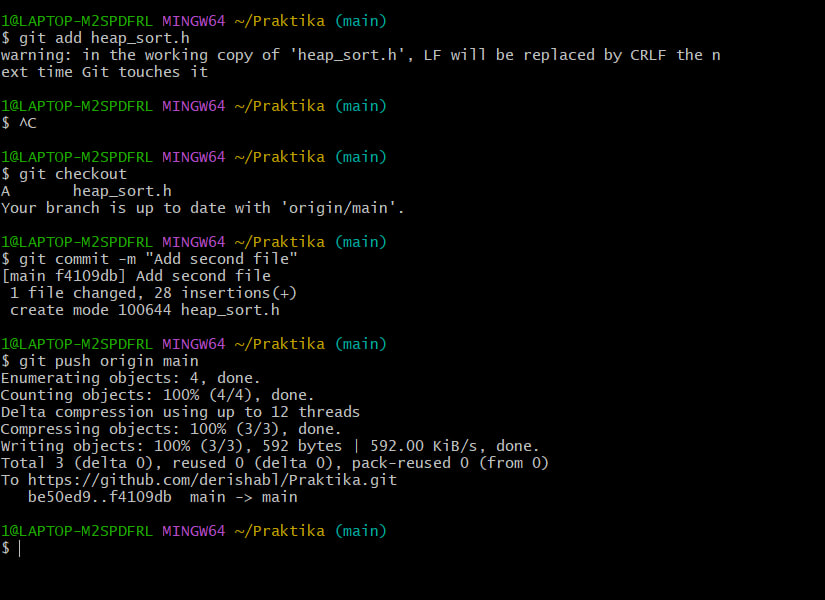 1@LAPTOP-M2SPDFRL MINGW64 ~/Praktika (main)
$ git add heap_sort.h
warning: in the working copy of 'heap_sort.h', LF will be replaced by CRLF the n
ext time Git touches it
1@LAPTOP-M2SPDFRL MINGW64 ~/Praktika (main)
$ ^C
1@LAPTOP-M2SPDFRL MINGW64 ~/Praktika (main)
$ git checkout
A       heap_sort.h
Your branch is up to date with 'origin/main'.
1@LAPTOP-M2SPDFRL MINGW64 ~/Praktika (main)
$ git commit -m "Add second file"
[main f4109db] Add second file
 1 file changed, 28 insertions(+)
 create mode 100644 heap_sort.h
1@LAPTOP-M2SPDFRL MINGW64 ~/Praktika (main)
$ git push origin main
Enumerating objects: 4, done.
Counting objects: 100% (4/4), done.
Delta compression using up to 12 threads
Compressing objects: 100% (3/3), done.
Writing objects: 100% (3/3), 592 bytes | 592.00 KiB/s, done.
Total 3 (delta 0), reused 0 (delta 0), pack-reused 0 (from 0)
To https://github.com/derishabl/Praktika.git
   be50ed9..f4109db  main -> main
1@LAPTOP-M2SPDFRL MINGW64 ~/Praktika (main)
$